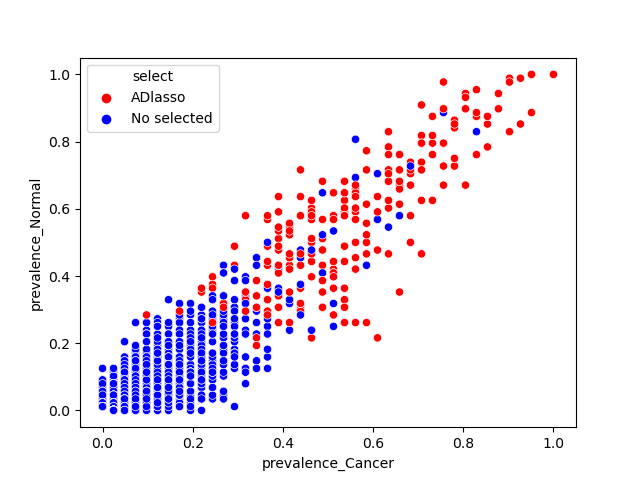 select
ADlasso
No selected
1.0
0.8
0.6
0.4
0.2
0.0
prevalence_Normal
0.0 0.2 0.4 0.6 0.8 1.0
prevalence_Cancer